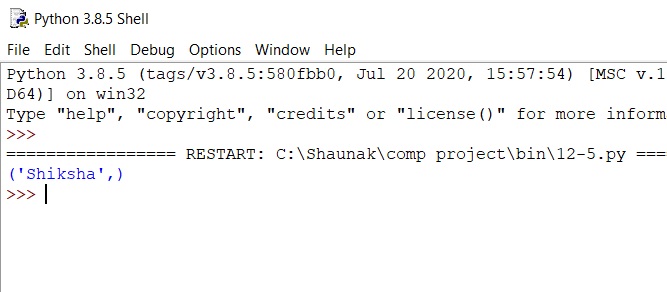 Python 3.8.5 Shell
File Edit Shell Debug Options Window Help
Python 3.8.5 (tags/v3.8.5:580fbb0, Jul 20 2020, 15:57:54) [MSC v.1
D64)] on win32
Type "help", "copyright", "credits" or "license()" for more inform
>>>
================= RESTART: C:\Shaunak\comp project\bin\12-5.py ====
('Shiksha',)
>>>